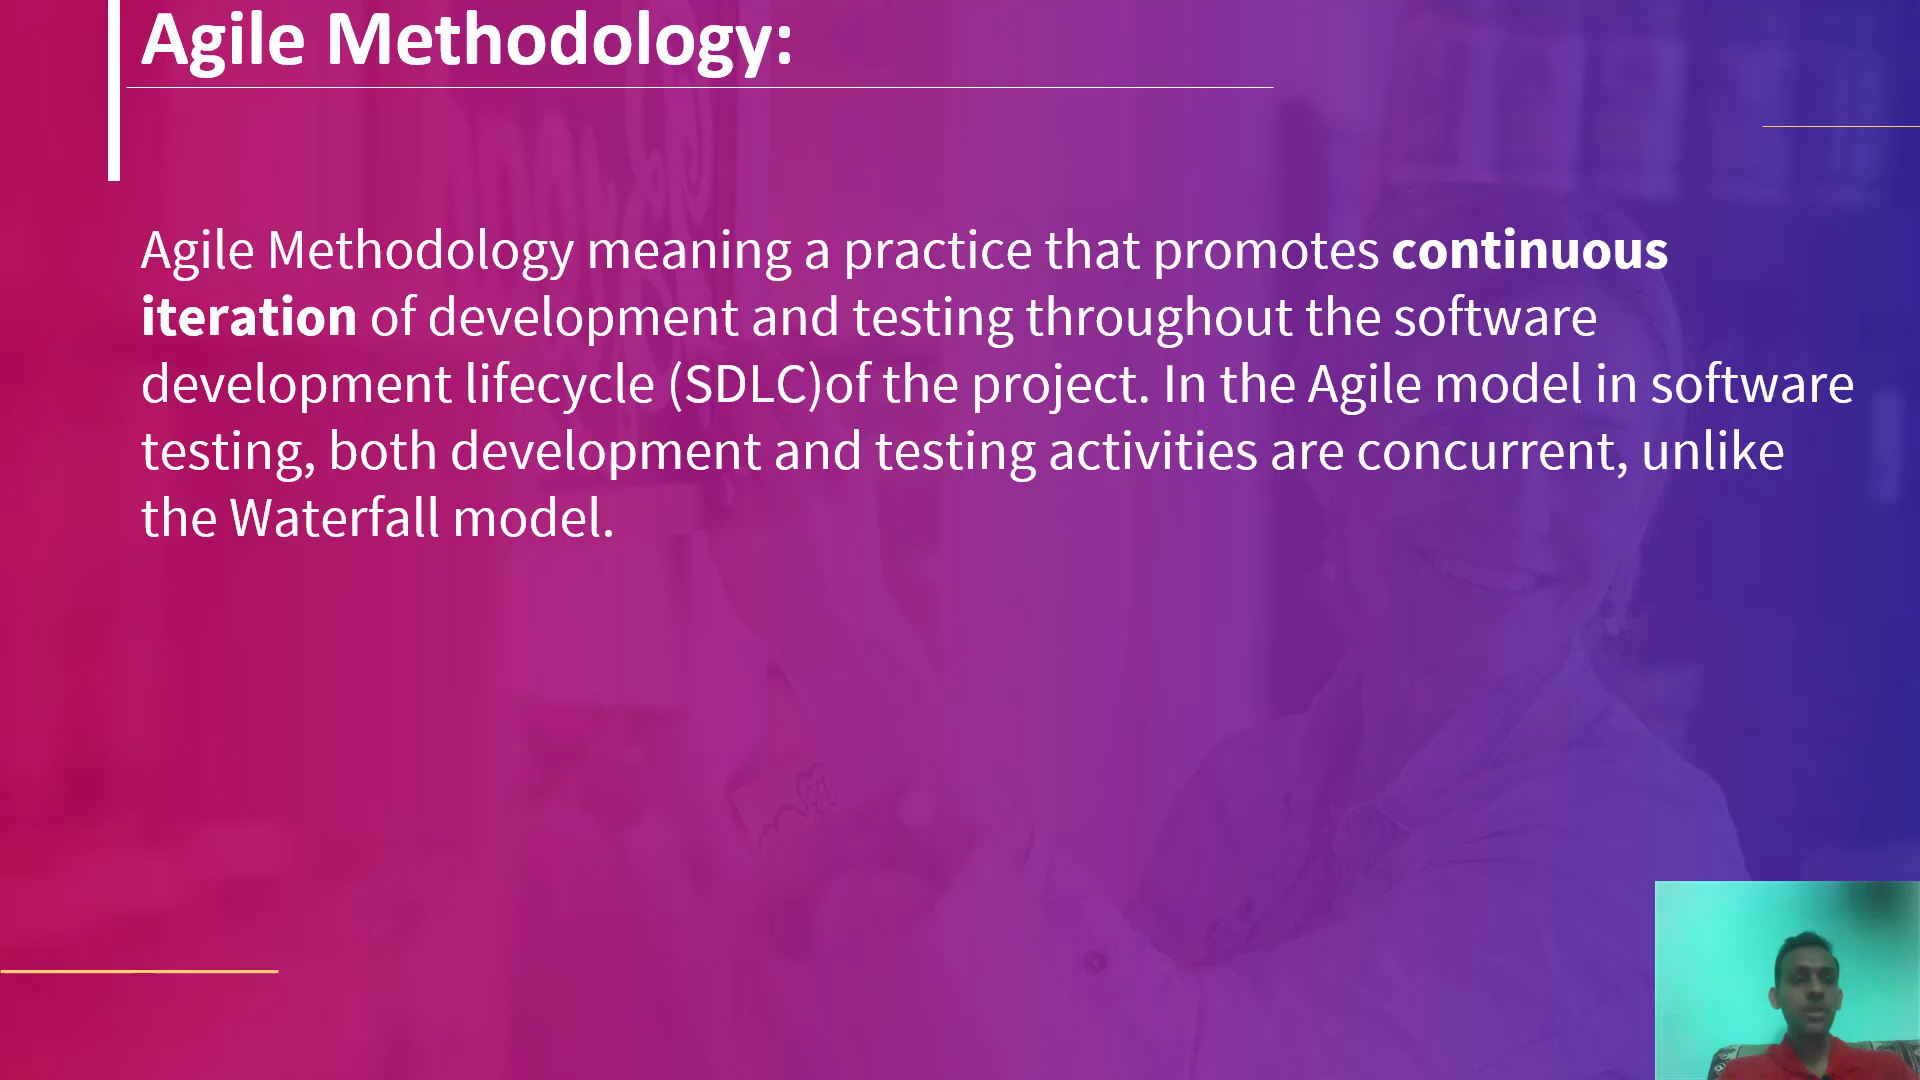 Agile Methodology:
Agile Methodology meaning a practice that promotes continuous
iteration of development and testing throughout the software
development lifecycle (SDLC)of the project. In the Agile model in software
testing, both development and testing activities are concurrent, unlike
the Waterfall model.